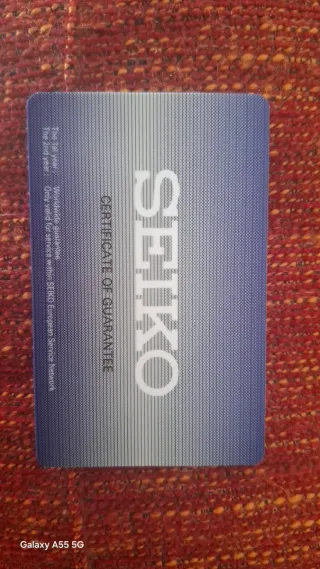 SEIKO
CERTIFICATE OF GUARANTEE
The 1st year : Worldwide guarantee
The 2nd year : Only valid for service within SEIKO European Service Network
Galaxy A55 5G